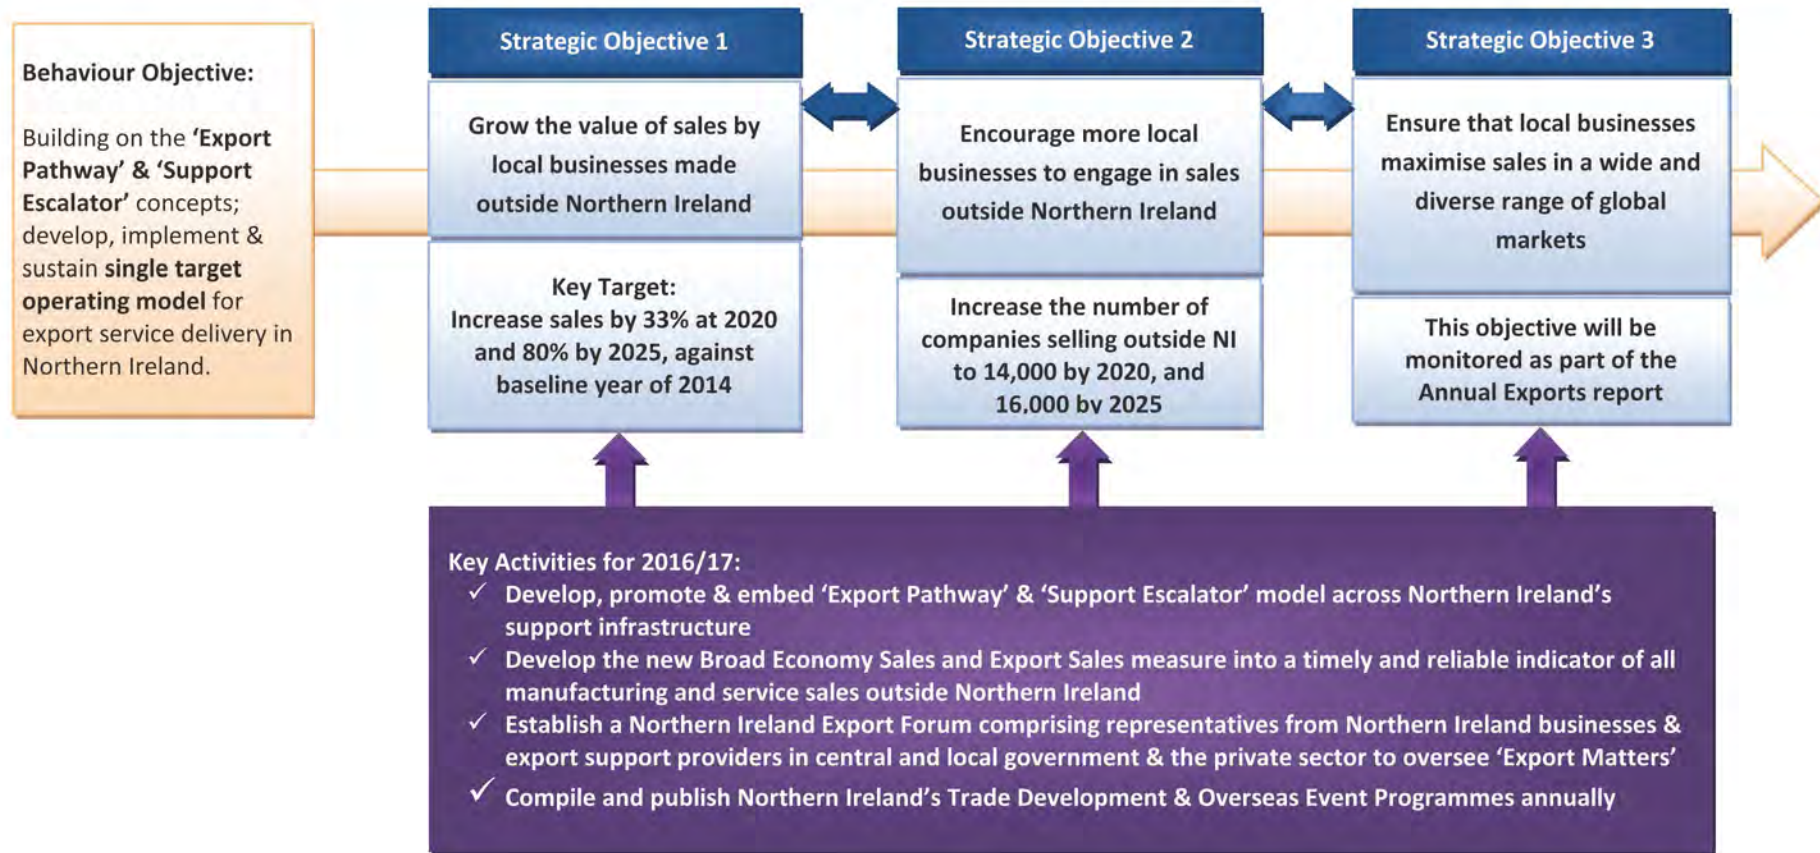 Behaviour Objective:
Building on the ‘Export
Pathway’ & ‘Support
Escalator’ concepts;
develop, implement &
sustain single target
operating model for
export service delivery in
Northern Ireland.
Strategic Objective 1
Grow the value of sales by
local businesses made
outside Northern Ireland
Key Target:
Increase sales by 33% at 2020
and 80% by 2025, against
baseline year of 2014
Strategic Objective 2
Encourage more local
businesses to engage in sales
outside Northern Ireland
Increase the number of
companies selling outside NI
to 14,000 by 2020, and
16,000 by 2025
Strategic Objective 3
Ensure that local businesses
maximise sales in a wide and
diverse range of global
markets
This objective will be
monitored as part of the
Annual Exports report
Key Activities for 2016/17:
✓ Develop, promote & embed ‘Export Pathway’ & ‘Support Escalator’ model across Northern Ireland’s
support infrastructure
✓ Develop the new Broad Economy Sales and Export Sales measure into a timely and reliable indicator of all
manufacturing and service sales outside Northern Ireland
✓ Establish a Northern Ireland Export Forum comprising representatives from Northern Ireland businesses &
export support providers in central and local government & the private sector to oversee ‘Export Matters’
✓ Compile and publish Northern Ireland’s Trade Development & Overseas Event Programmes annually